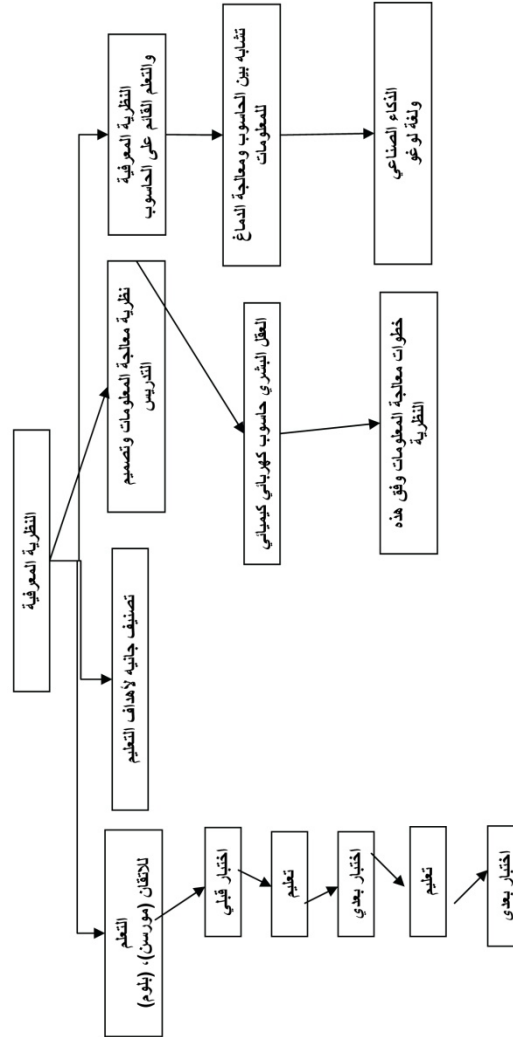 النظرية المعرفية
النظرية المعرفية
والتعلم القائم على الحاسوب
تشابه بين الحاسوب ومعالجة الدماغ
للمعلومات
الذكاء الصناعي
ولغة لوغو
نظرية معالجة المعلومات وتصميم
التدريس
العقل البشري حاسوب كهربائي كيميائي
خطوات معالجة المعلومات وفق هذه
النظرية
تصنيف جانيه لأهداف التعليم
التعلم
للاتقان (مورسن)، (بلوم)
اختبار قبلي
تعليم
اختبار بعدي
تعليم
اختبار بعدي